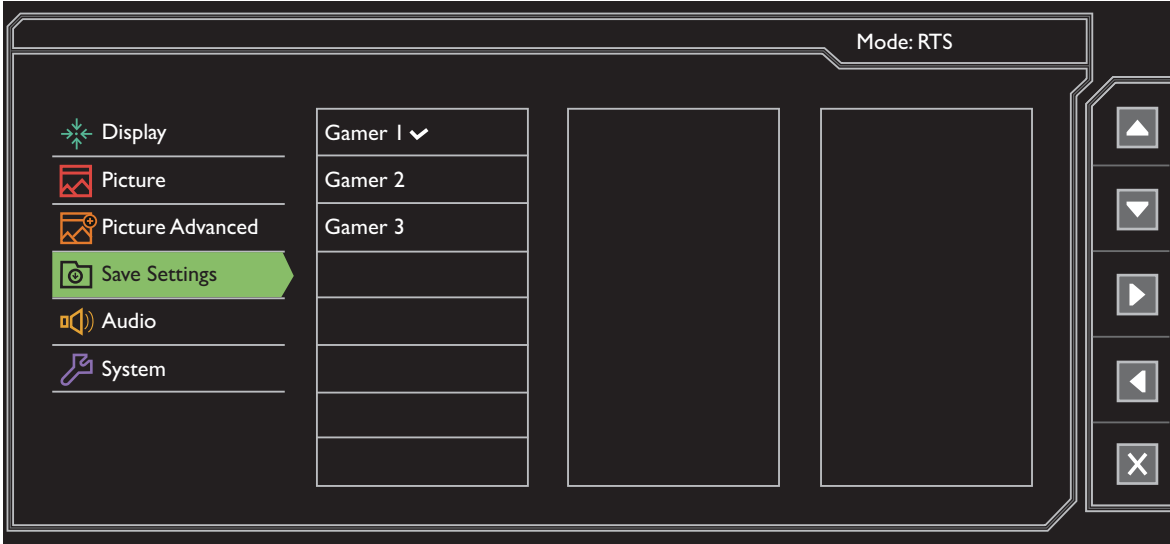 Mode: RTS
Display
Picture
Picture Advanced
Save Settings
Audio
System
Gamer 1
Gamer 2
Gamer 3